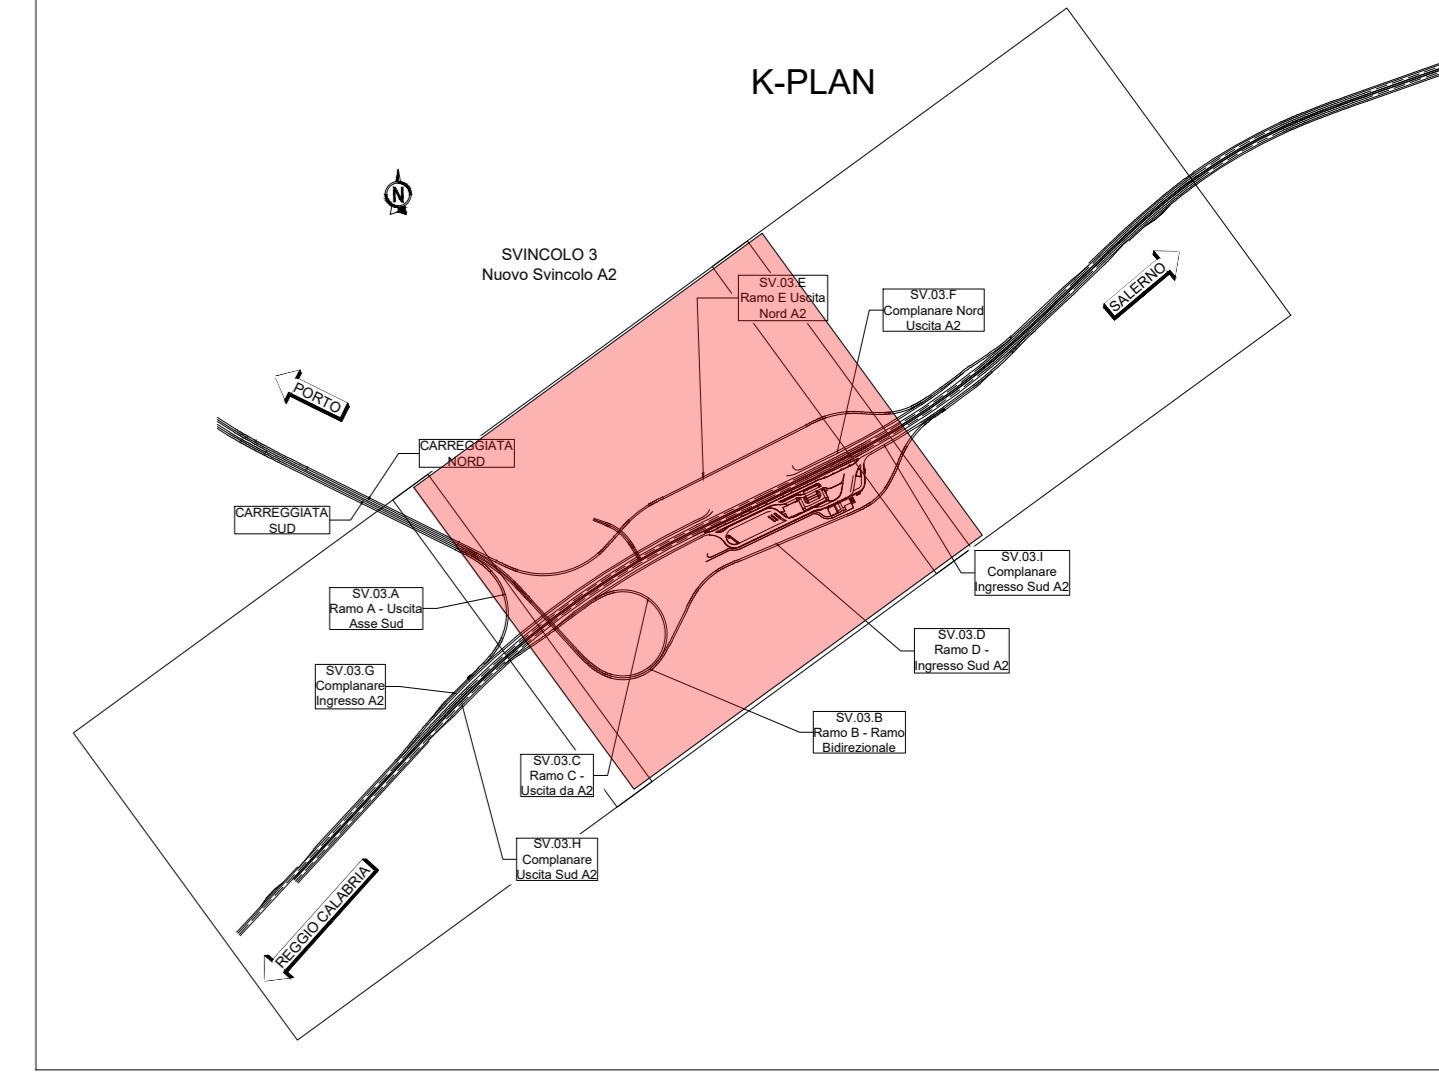 K-PLAN
N
SVINCOLO 3
Nuovo Svincolo A2
SV.03.E
Ramo E Uscita
Nord A2
SV.03.F
Complanare Nord
Uscita A2
SALERNO
PORTO
CARREGGIATA
NORD
CARREGGIATA
SUD
SV.03.I
Complanare
Ingresso Sud A2
SV.03.A
Ramo A - Uscita
Asse Sud
SV.03.D
Ramo D -
Ingresso Sud A2
SV.03.G
Complanare
Ingresso A2
SV.03.B
Ramo B - Ramo
Bidirezionale
SV.03.C
Ramo C -
Uscita da A2
SV.03.H
Complanare
Uscita Sud A2
REGGIO CALABRIA